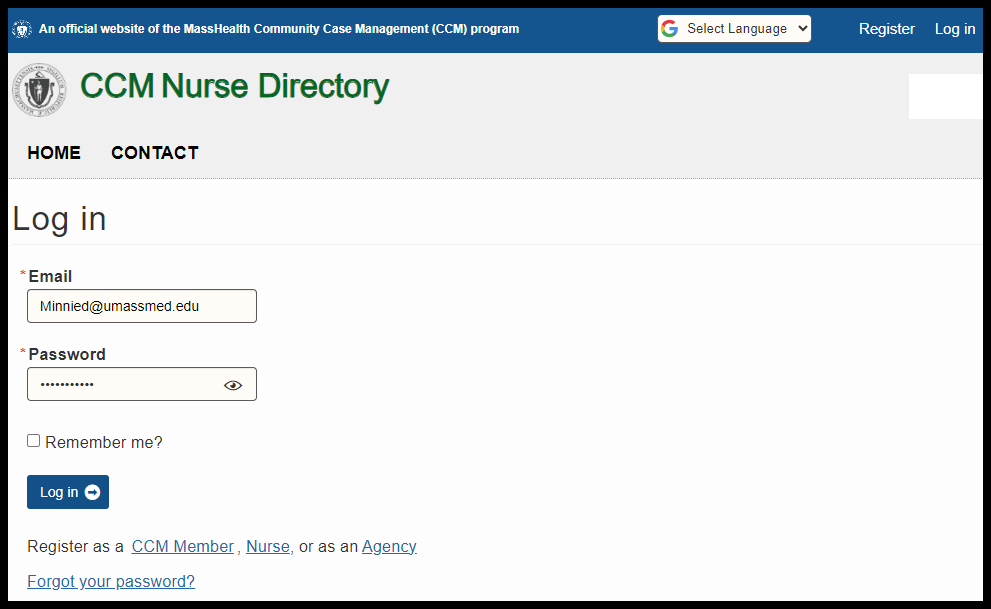 An official website of the MassHealth Community Case Management (CCM) program
Select Language
Register
Log in
CCM Nurse Directory
HOME
CONTACT
Log in
* Email
Minnied@umassmed.edu
* Password
•••••••••••
Remember me?
Log in
Register as a CCM Member , Nurse, or as an Agency
Forgot your password?